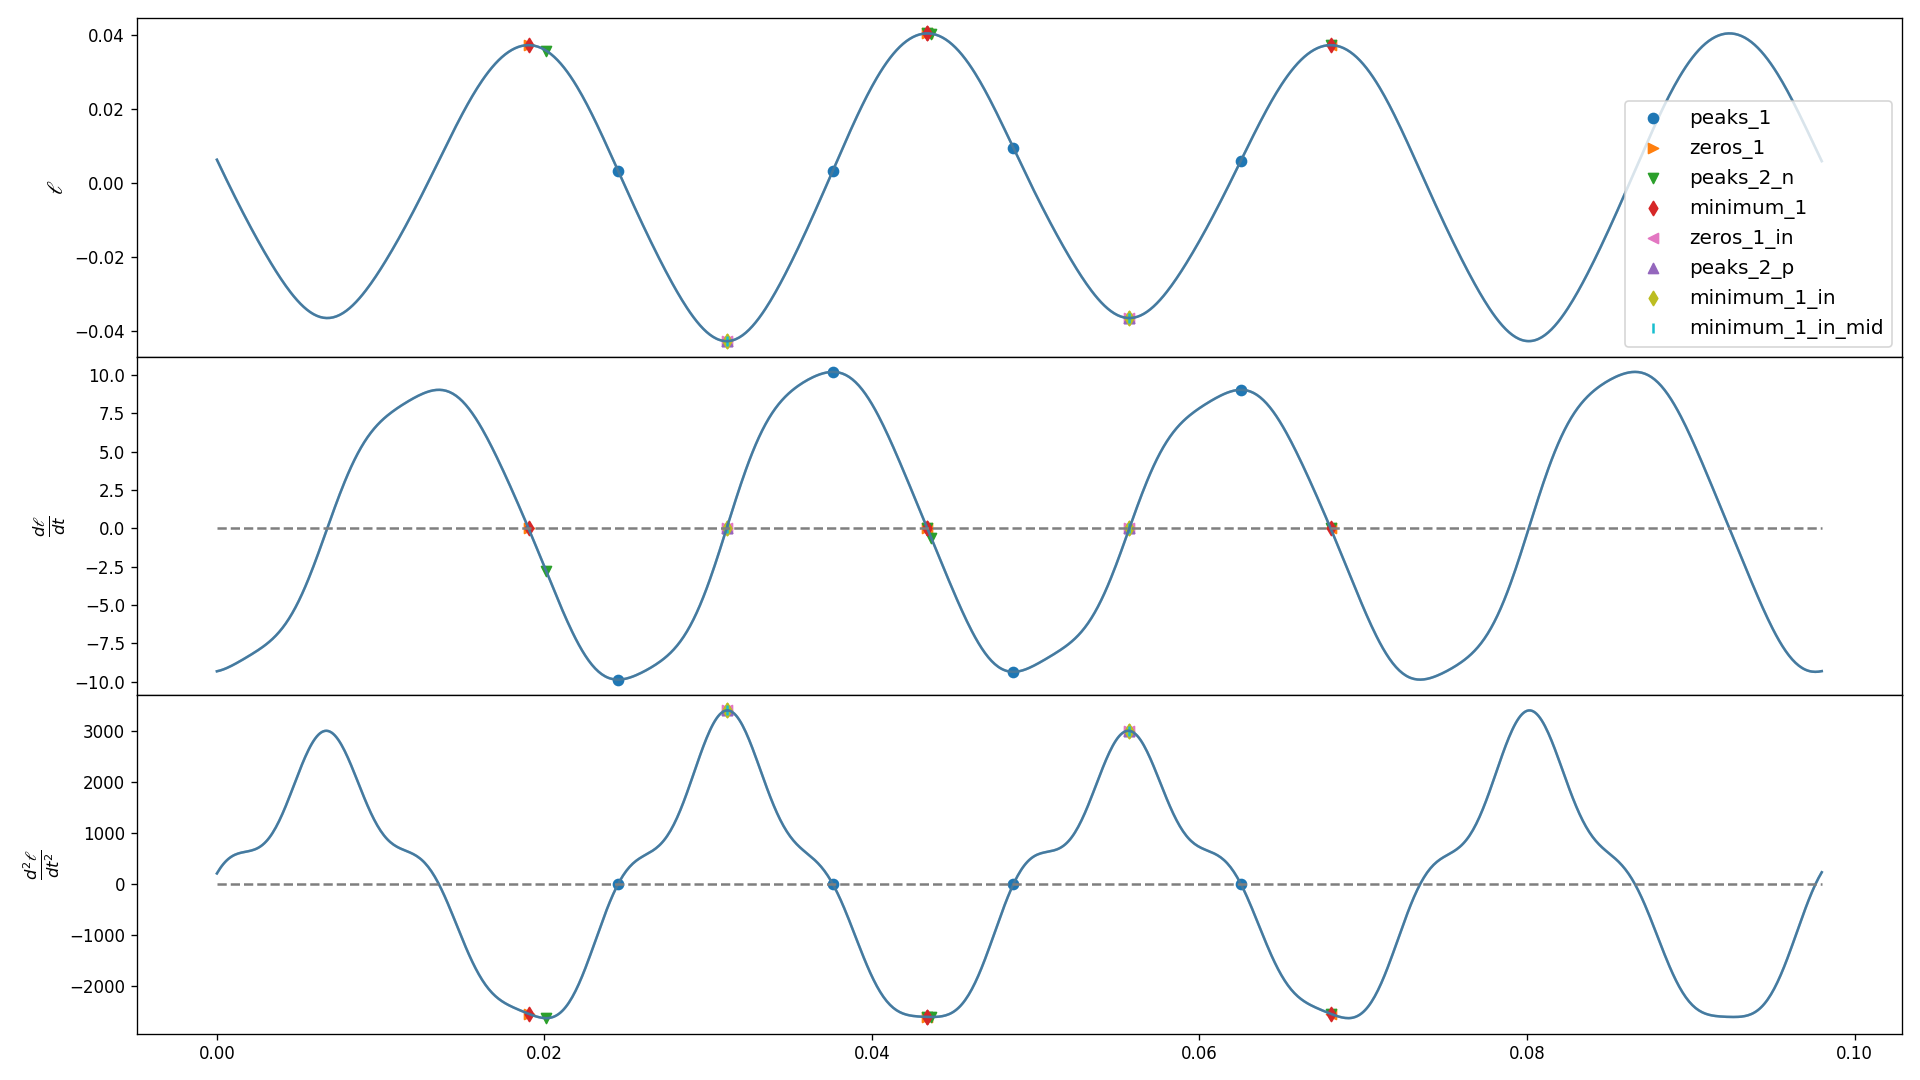 0.04
0.02
0.00
−0.02
−0.04
ℓ
peaks_1
zeros_1
peaks_2_n
minimum_1
zeros_1_in
peaks_2_p
minimum_1_in
minimum_1_in_mid
10.0
7.5
5.0
2.5
0.0
−2.5
−5.0
−7.5
−10.0
dℓ
dt
3000
2000
1000
0
−1000
−2000
d²ℓ
dt²
0.00 0.02 0.04 0.06 0.08 0.10